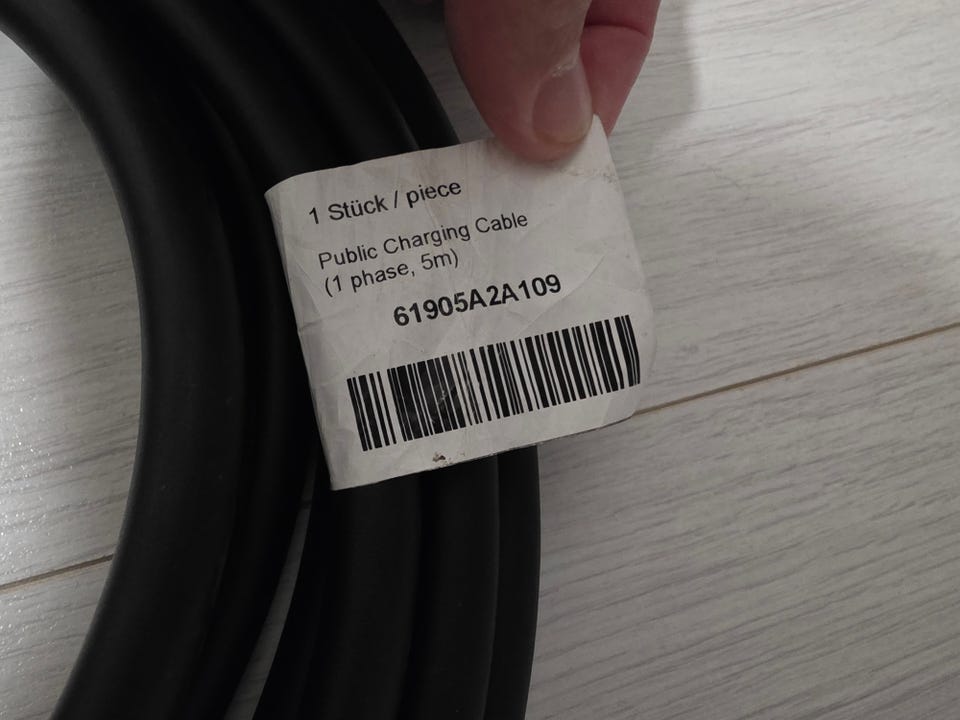 1 Stück / piece
Public Charging Cable
(1 phase, 5m)
61905A2A109